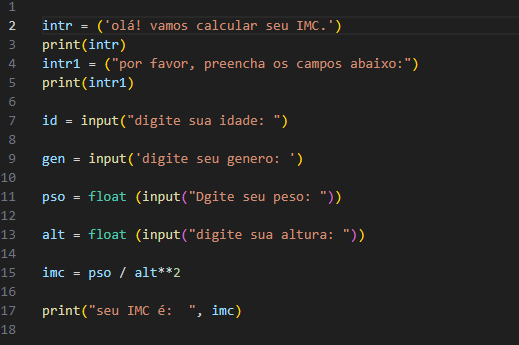 1
2 intr = ('olá! vamos calcular seu IMC.')
3 print(intr)
4 intr1 = ("por favor, preencha os campos abaixo:")
5 print(intr1)
6
7 id = input("digite sua idade: ")
8
9 gen = input('digite seu genero: ')
10
11 pso = float (input("Dgite seu peso: "))
12
13 alt = float (input("digite sua altura: "))
14
15 imc = pso / alt**2
16
17 print("seu IMC é:  ", imc)
18